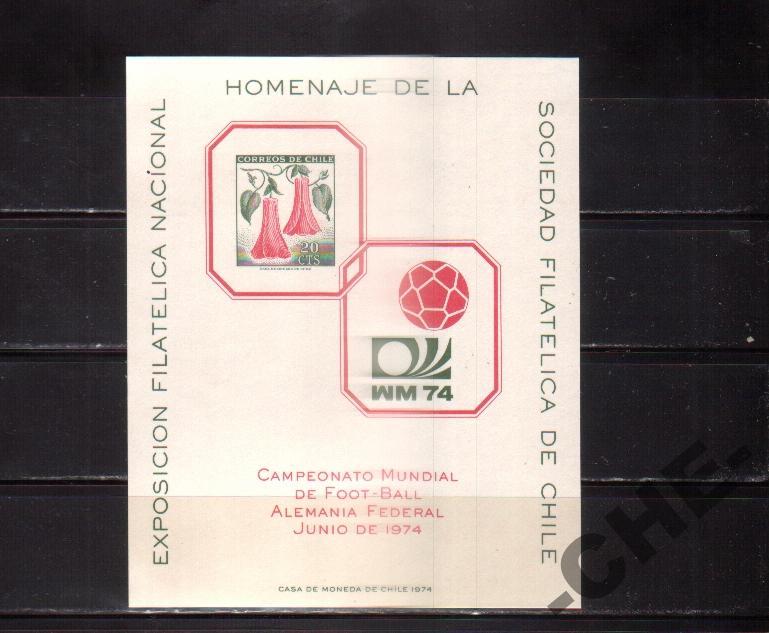 HOMENAJE DE LA
EXPOSICION FILATELICA NACIONAL
SOCIEDAD FILATELICA DE CHILE
CORREOS DE CHILE
20
CTS
WM 74
CAMPEONATO MUNDIAL
DE FOOT-BALL
ALEMANIA FEDERAL
JUNIO DE 1974
CASA DE MONEDA DE CHILE 1974
-CHE-